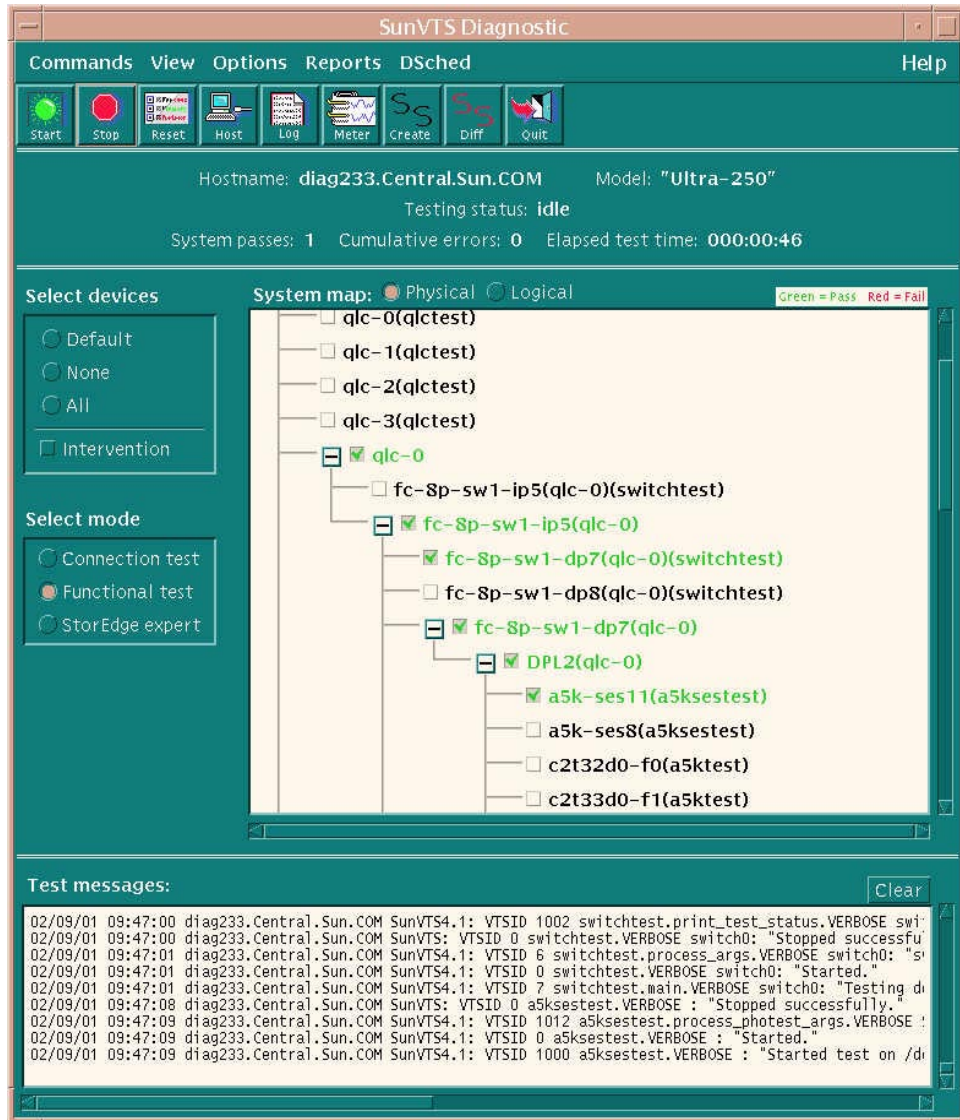 SunVTS Diagnostic
Commands View Options Reports DSched Help
Start Stop Reset Host Log Meter Create Diff Quit
Hostname: diag233.Central.Sun.COM Model: "Ultra-250"
Testing status: idle
System passes: 1 Cumulative errors: 0 Elapsed test time: 000:00:46
Select devices
Default
None
All
Intervention
Select mode
Connection test
Functional test
StorEdge expert
System map: Physical Logical
Green = Pass Red = Fail
qlc-0(qlctest)
qlc-1(qlctest)
qlc-2(qlctest)
qlc-3(qlctest)
qlc-0
fc-8p-sw1-ip5(qlc-0)(switchtest)
fc-8p-sw1-ip5(qlc-0)
fc-8p-sw1-dp7(qlc-0)(switchtest)
fc-8p-sw1-dp8(qlc-0)(switchtest)
fc-8p-sw1-dp7(qlc-0)
DPL2(qlc-0)
a5k-ses11(a5ksestest)
a5k-ses8(a5ksestest)
c2t32d0-f0(a5ktest)
c2t33d0-f1(a5ktest)
Test messages:
Clear
02/09/01 09:47:00 diag233.Central.Sun.COM SunVTS4.1: VTSID 1002 switchtest.print_test_status.VERBOSE swi
02/09/01 09:47:00 diag233.Central.Sun.COM SunVTS: VTSID 0 switchtest.VERBOSE switch0: "Stopped successfu
02/09/01 09:47:01 diag233.Central.Sun.COM SunVTS4.1: VTSID 6 switchtest.process_args.VERBOSE switch0: "s
02/09/01 09:47:01 diag233.Central.Sun.COM SunVTS4.1: VTSID 0 switchtest.VERBOSE switch0: "Started."
02/09/01 09:47:01 diag233.Central.Sun.COM SunVTS4.1: VTSID 7 switchtest.main.VERBOSE switch0: "Testing d
02/09/01 09:47:08 diag233.Central.Sun.COM SunVTS: VTSID 0 a5ksestest.VERBOSE : "Stopped successfully."
02/09/01 09:47:09 diag233.Central.Sun.COM SunVTS4.1: VTSID 1012 a5ksestest.process_photest_args.VERBOSE
02/09/01 09:47:09 diag233.Central.Sun.COM SunVTS4.1: VTSID 0 a5ksestest.VERBOSE : "Started."
02/09/01 09:47:09 diag233.Central.Sun.COM SunVTS4.1: VTSID 1000 a5ksestest.VERBOSE : "Started test on /d